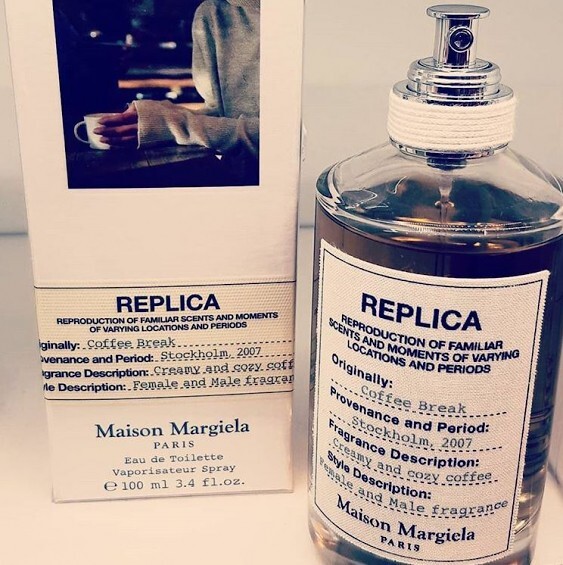 REPLICA
REPRODUCTION OF FAMILIAR SCENTS AND MOMENTS
OF VARYING LOCATIONS AND PERIODS
iginally: Coffee Break
ovenance and Period: Stockholm, 2007
agrance Description: Creamy and cozy coff
le Description: Female and Male fragran
Maison Margiela
PARIS
Eau de Toilette
Vaporisateur Spray
℮ 100 ml 3.4 fl.oz.
REPLICA
REPRODUCTION OF FAMILIAR
SCENTS AND MOMENTS OF VARYING
LOCATIONS AND PERIODS
Originally:
Coffee Break
Provenance and Period:
Stockholm, 2007
Fragrance Description:
Creamy and cozy coffee
Style Description:
Female and Male fragrance
Maison Margiela
PARIS